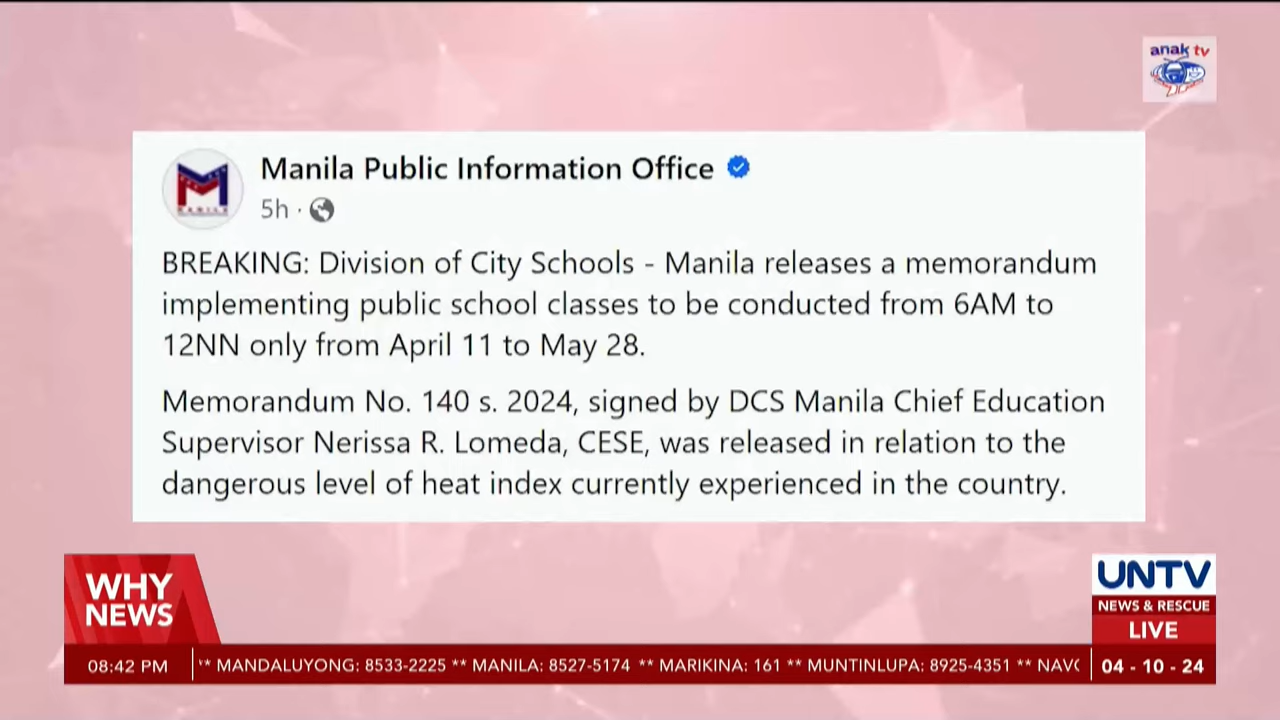 anak tv
Manila Public Information Office
5h ·
BREAKING: Division of City Schools - Manila releases a memorandum
implementing public school classes to be conducted from 6AM to
12NN only from April 11 to May 28.
Memorandum No. 140 s. 2024, signed by DCS Manila Chief Education
Supervisor Nerissa R. Lomeda, CESE, was released in relation to the
dangerous level of heat index currently experienced in the country.
WHY
NEWS
UNTV
NEWS & RESCUE
LIVE
08:42 PM
** MANDALUYONG: 8533-2225 ** MANILA: 8527-5174 ** MARIKINA: 161 ** MUNTINLUPA: 8925-4351 ** NAV
04 - 10 - 24